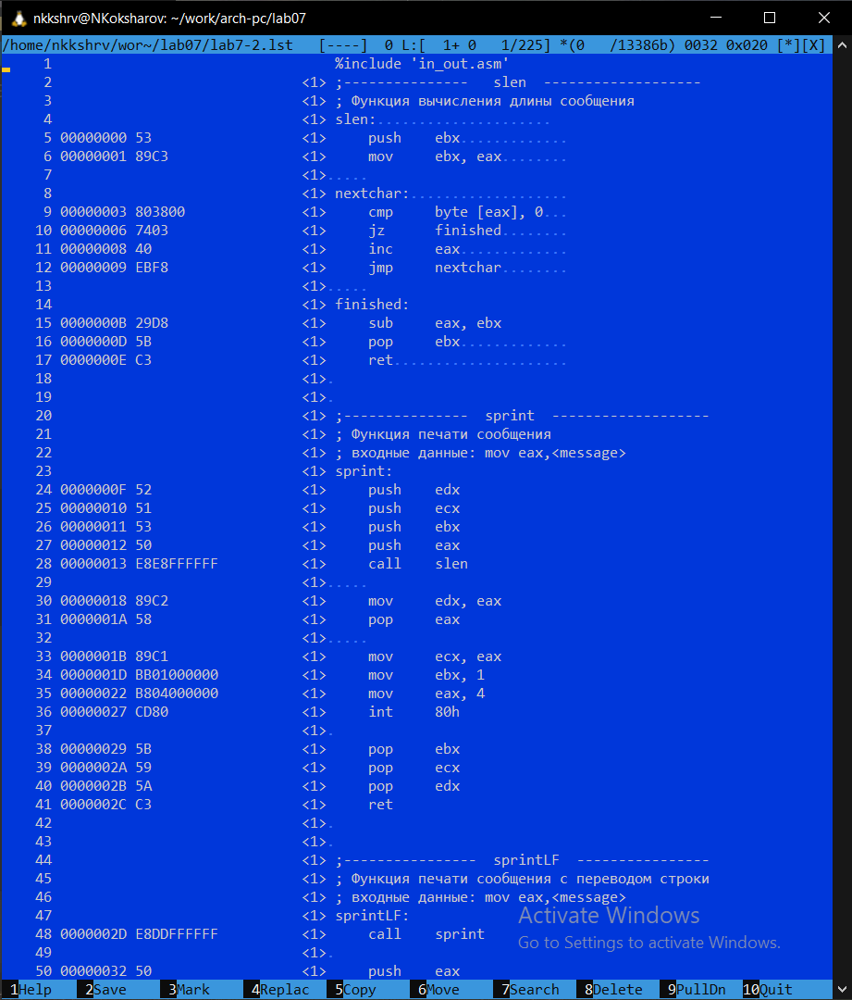 nkkshrv@NKoksharov: ~/work/arch-pc/lab07
/home/nkkshrv/wor~/lab07/lab7-2.lst   [----]  0 L:[  1+ 0   1/225] *(0   /13386b) 0032 0x020 [*][X]
     1                                  %include 'in_out.asm'
     2                              <1> ;---------------   slen  -------------------
     3                              <1> ; Функция вычисления длины сообщения
     4                              <1> slen:.....................
     5 00000000 53                  <1>     push    ebx.............
     6 00000001 89C3                <1>     mov     ebx, eax........
     7                              <1>.....
     8                              <1> nextchar:...................
     9 00000003 803800              <1>     cmp     byte [eax], 0...
    10 00000006 7403                <1>     jz      finished........
    11 00000008 40                  <1>     inc     eax.............
    12 00000009 EBF8                <1>     jmp     nextchar........
    13                              <1>.....
    14                              <1> finished:
    15 0000000B 29D8                <1>     sub     eax, ebx
    16 0000000D 5B                  <1>     pop     ebx.............
    17 0000000E C3                  <1>     ret.....................
    18                              <1>.
    19                              <1>.
    20                              <1> ;---------------  sprint  -------------------
    21                              <1> ; Функция печати сообщения
    22                              <1> ; входные данные: mov eax,<message>
    23                              <1> sprint:
    24 0000000F 52                  <1>     push    edx
    25 00000010 51                  <1>     push    ecx
    26 00000011 53                  <1>     push    ebx
    27 00000012 50                  <1>     push    eax
    28 00000013 E8E8FFFFFF          <1>     call    slen
    29                              <1>.....
    30 00000018 89C2                <1>     mov     edx, eax
    31 0000001A 58                  <1>     pop     eax
    32                              <1>.....
    33 0000001B 89C1                <1>     mov     ecx, eax
    34 0000001D BB01000000          <1>     mov     ebx, 1
    35 00000022 B804000000          <1>     mov     eax, 4
    36 00000027 CD80                <1>     int     80h
    37                              <1>.
    38 00000029 5B                  <1>     pop     ebx
    39 0000002A 59                  <1>     pop     ecx
    40 0000002B 5A                  <1>     pop     edx
    41 0000002C C3                  <1>     ret
    42                              <1>.
    43                              <1>.
    44                              <1> ;----------------  sprintLF  ----------------
    45                              <1> ; Функция печати сообщения с переводом строки
    46                              <1> ; входные данные: mov eax,<message>
    47                              <1> sprintLF:
    48 0000002D E8DDFFFFFF          <1>     call    sprint
    49                              <1>.
    50 00000032 50                  <1>     push    eax
Activate Windows
Go to Settings to activate Windows.
1Help 2Save 3Mark 4Replac 5Copy 6Move 7Search 8Delete 9PullDn 10Quit